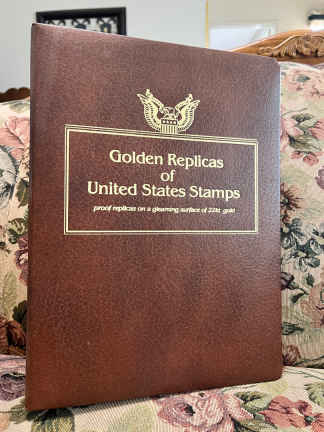 Golden Replicas
of
United States Stamps
proof replicas on a gleaming surface of 22kt gold